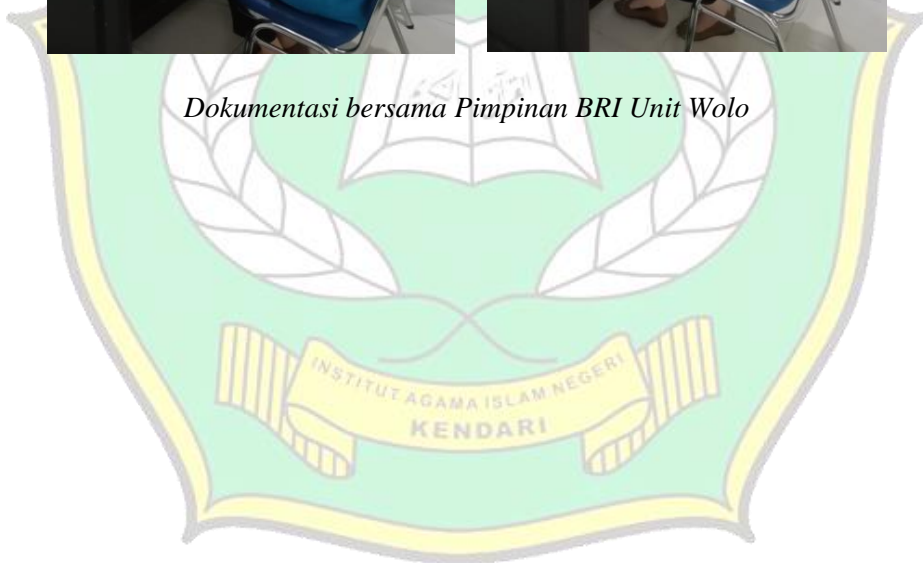 Dokumentasi bersama Pimpinan BRI Unit Wolo
INSTITUT AGAMA ISLAM NEGERI
KENDARI